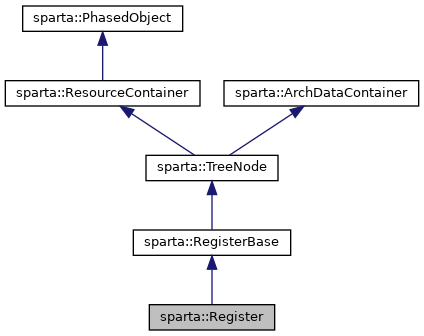 sparta::PhasedObject
sparta::ResourceContainer
sparta::ArchDataContainer
sparta::TreeNode
sparta::RegisterBase
sparta::Register